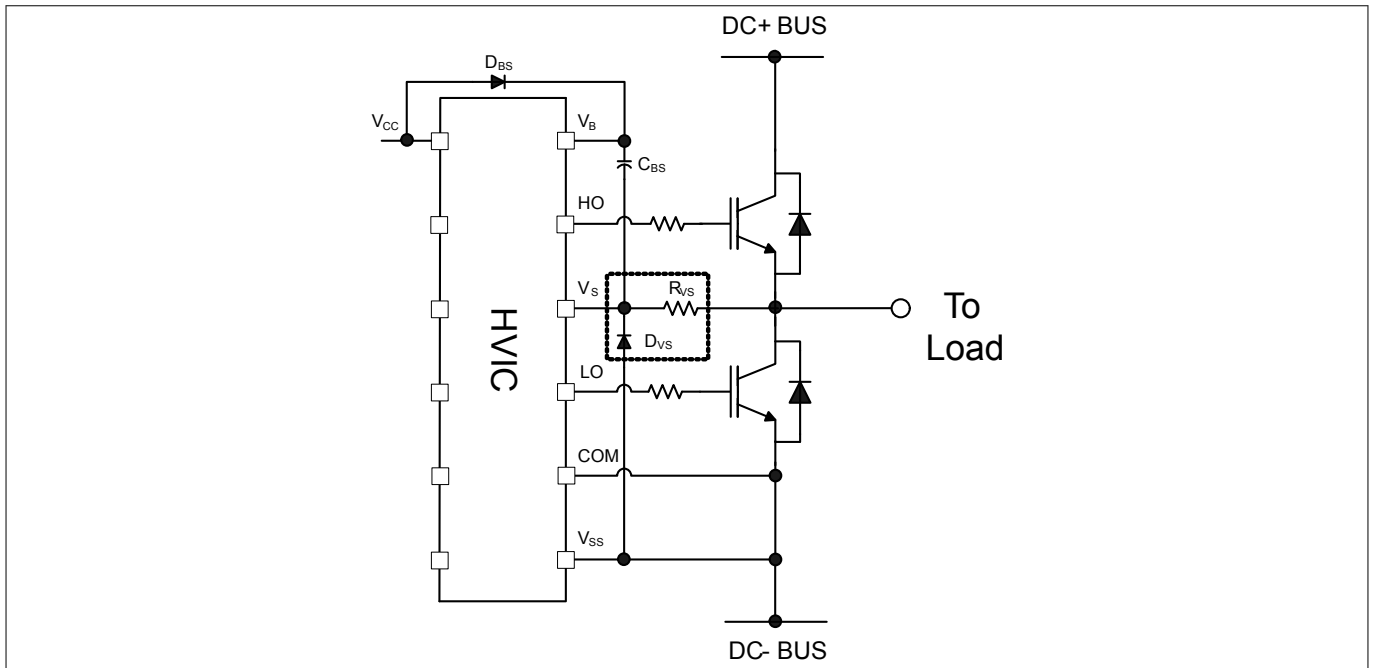 DC+ BUS
D_BS
V_CC
V_B
C_BS
HO
V_S
R_VS
HVIC
To
Load
D_VS
LO
COM
V_SS
DC- BUS